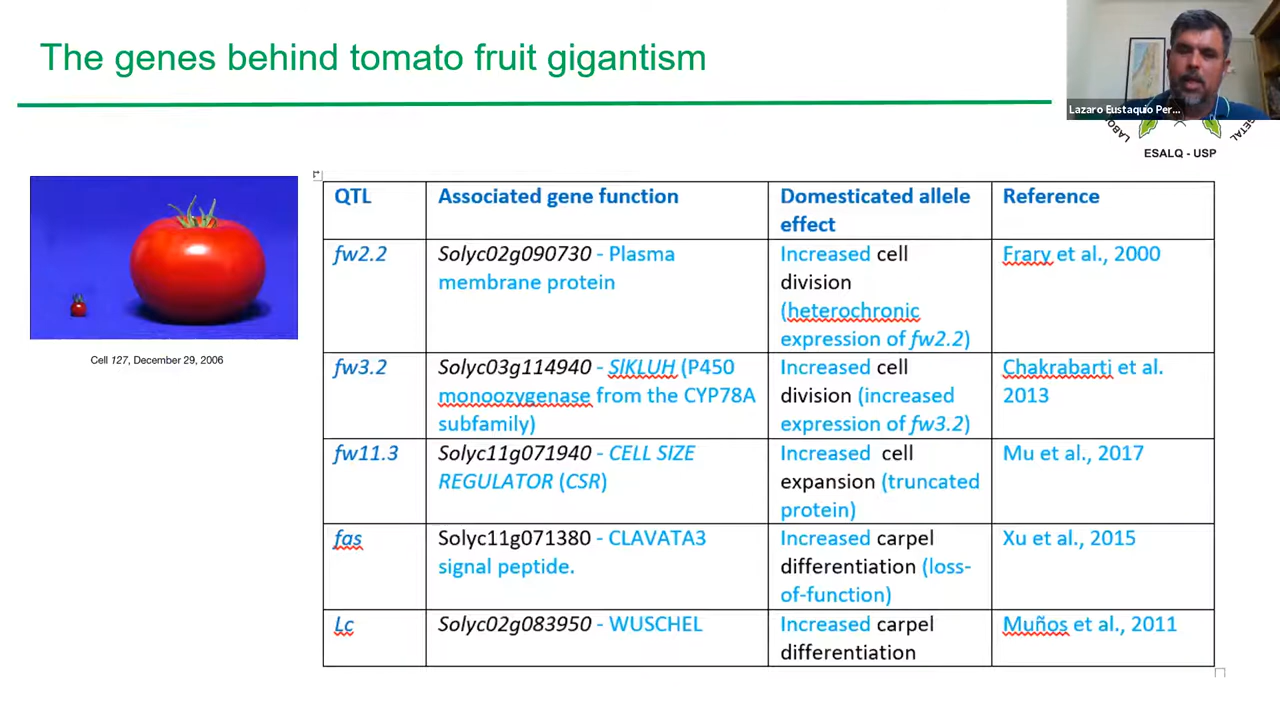 The genes behind tomato fruit gigantism
Lazaro Eustaquio Per...
ESALQ - USP
Cell 127, December 29, 2006
QTL
Associated gene function
Domesticated allele
effect
Reference
fw2.2
Solyc02g090730 - Plasma
membrane protein
Increased cell
division
(heterochronic
expression of fw2.2)
Frary et al., 2000
fw3.2
Solyc03g114940 - SlKLUH (P450
monoozygenase from the CYP78A
subfamily)
Increased cell
division (increased
expression of fw3.2)
Chakrabarti et al.
2013
fw11.3
Solyc11g071940 - CELL SIZE
REGULATOR (CSR)
Increased cell
expansion (truncated
protein)
Mu et al., 2017
fas
Solyc11g071380 - CLAVATA3
signal peptide.
Increased carpel
differentiation (loss-
of-function)
Xu et al., 2015
Lc
Solyc02g083950 - WUSCHEL
Increased carpel
differentiation
Muños et al., 2011